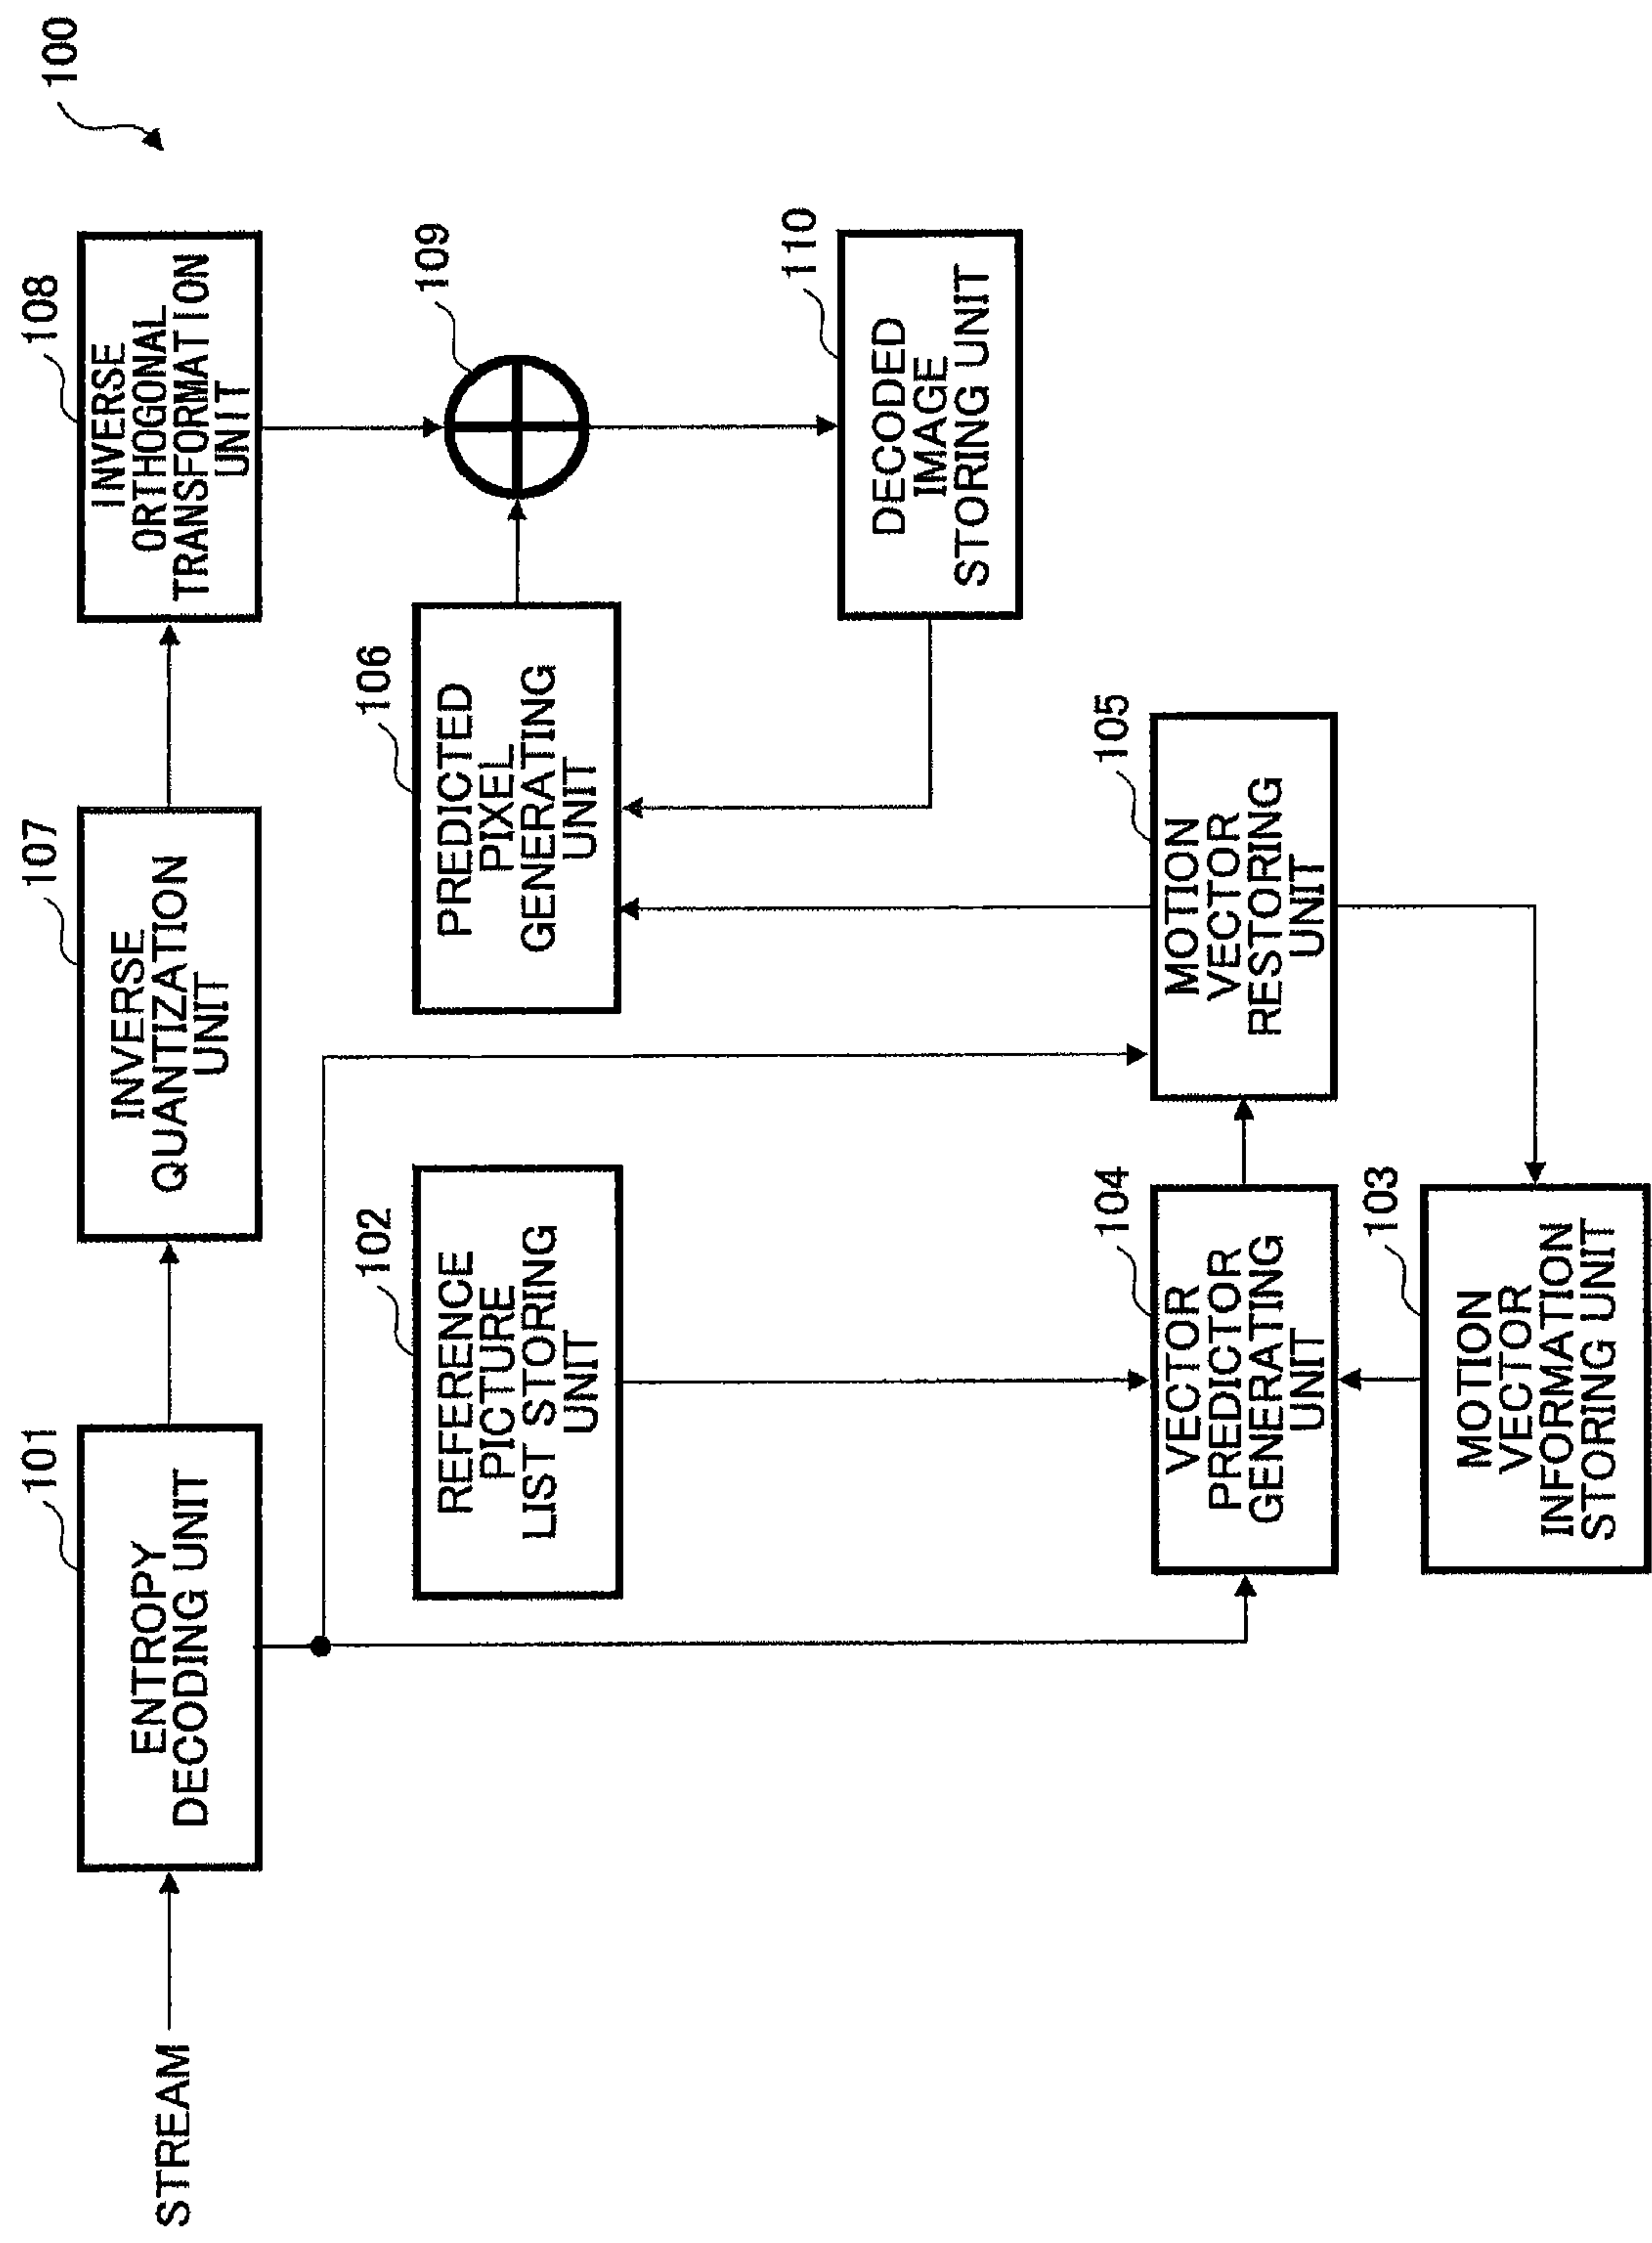 100
101
ENTROPY
DECODING UNIT
107
INVERSE
QUANTIZATION
UNIT
108
INVERSE
ORTHOGONAL
TRANSFORMATION
UNIT
STREAM
102
REFERENCE
PICTURE
LIST STORING
UNIT
106
PREDICTED
PIXEL
GENERATING
UNIT
109
110
DECODED
IMAGE
STORING UNIT
104
VECTOR
PREDICTOR
GENERATING
UNIT
105
MOTION
VECTOR
RESTORING
UNIT
103
MOTION
VECTOR
INFORMATION
STORING UNIT